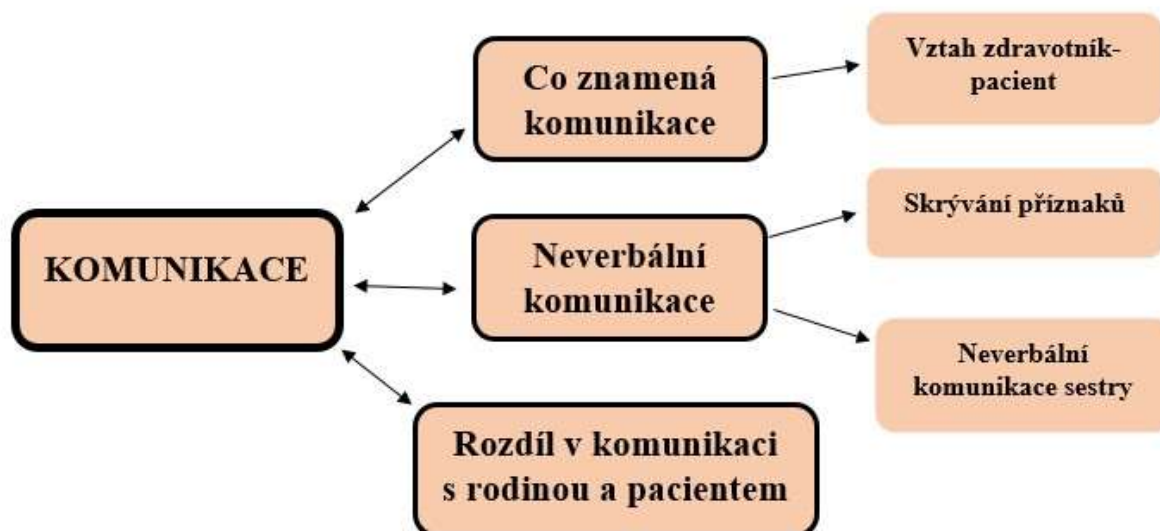 KOMUNIKACE
Co znamená
komunikace
Vztah zdravotník-
pacient
Neverbální
komunikace
Skrývání příznaků
Neverbální
komunikace sestry
Rozdíl v komunikaci
s rodinou a pacientem